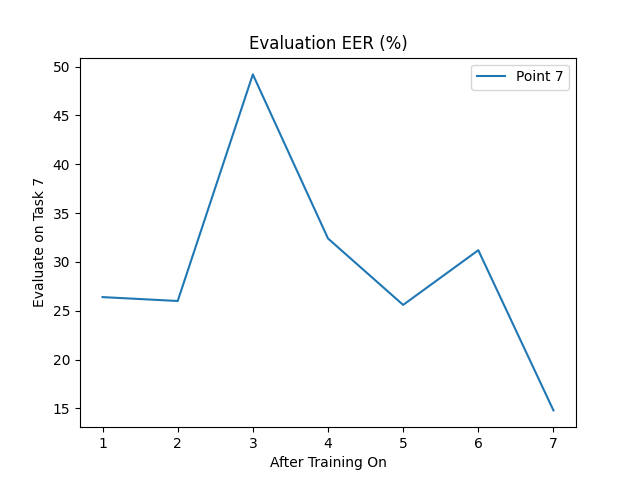 Evaluation EER (%)
Point 7
Evaluate on Task 7
50
45
40
35
30
25
20
15
1 2 3 4 5 6 7
After Training On